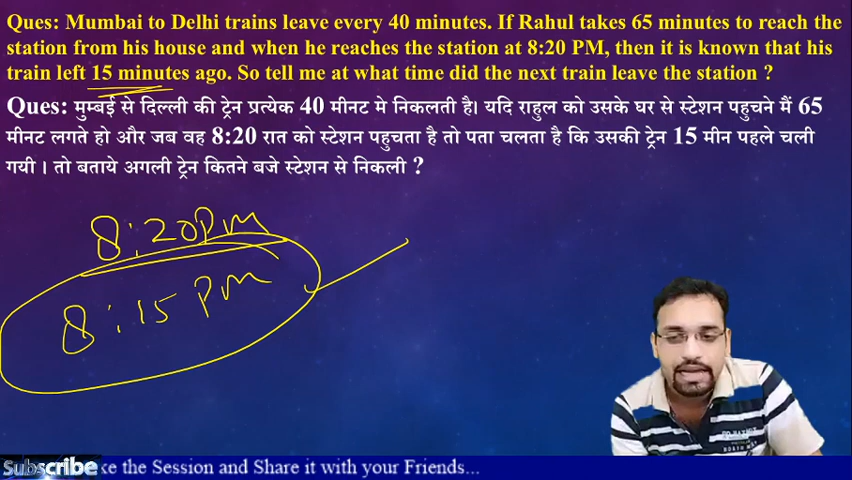 Ques: Mumbai to Delhi trains leave every 40 minutes. If Rahul takes 65 minutes to reach the
station from his house and when he reaches the station at 8:20 PM, then it is known that his
train left 15 minutes ago. So tell me at what time did the next train leave the station ?
Ques: मुम्बई से दिल्ली की ट्रेन प्रत्येक 40 मीनट मे निकलती है। यदि राहुल को उसके घर से स्टेशन पहुचने मैं 65
मीनट लगते हो और जब वह 8:20 रात को स्टेशन पहुचता है तो पता चलता है कि उसकी ट्रेन 15 मीन पहले चली
गयी । तो बताये अगली ट्रेन कितने बजे स्टेशन से निकली ?
8:20PM
8:15 PM
Subscribe ke the Session and Share it with your Friends...